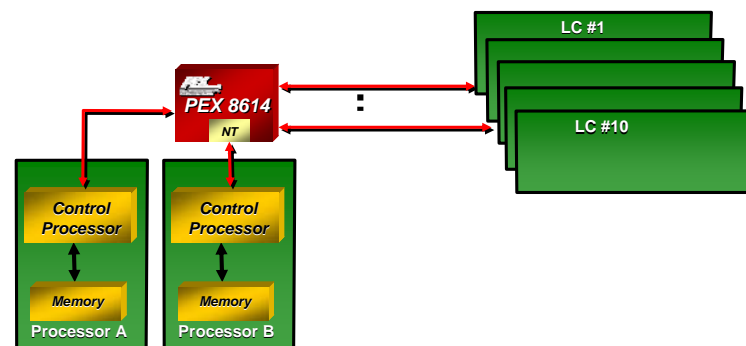 LC #1
PEX 8614
NT
LC #10
Control
Processor
Control
Processor
Memory
Memory
Processor A
Processor B